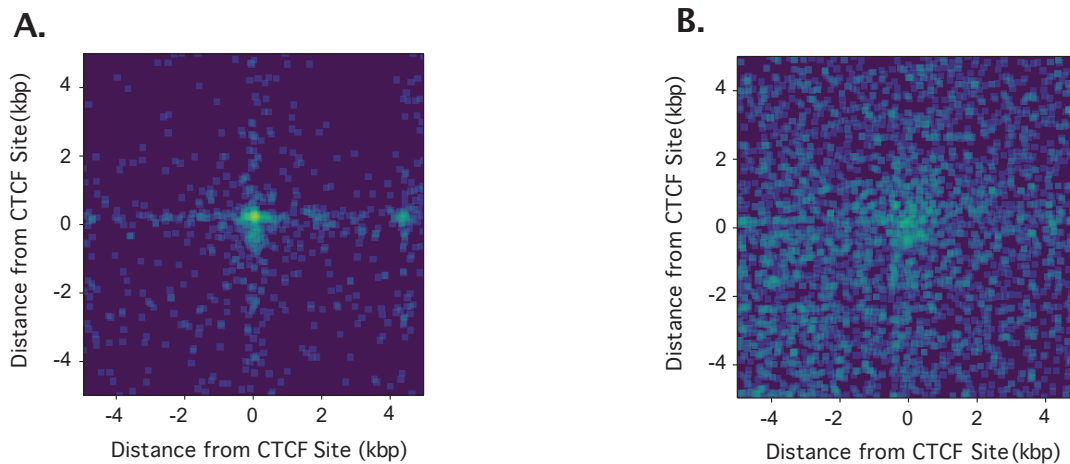 A.
B.
Distance from CTCF Site(kbp)
4
2
0
-2
-4
-4 -2 0 2 4
Distance from CTCF Site (kbp)
Distance from CTCF Site(kbp)
4
2
0
-2
-4
-4 -2 0 2 4
Distance from CTCF Site(kbp)